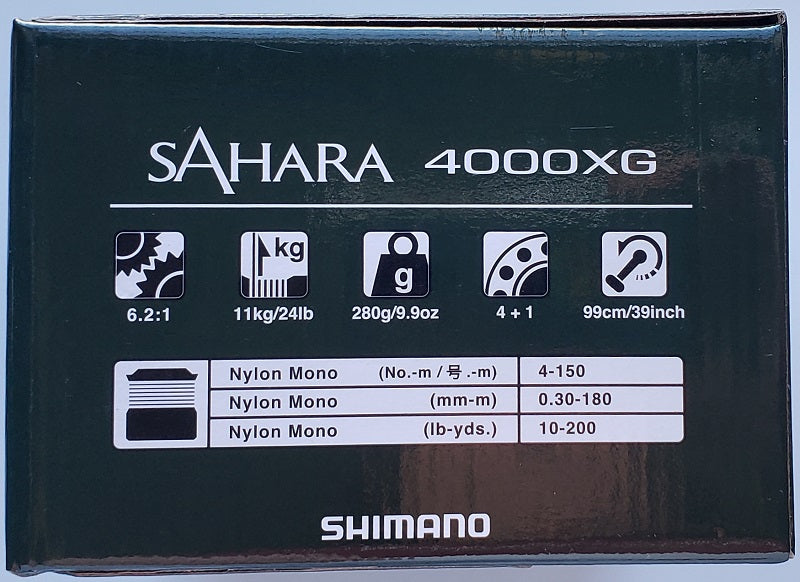 SAHARA 4000XG
kg
g
6.2:1 11kg/24lb 280g/9.9oz 4+1 99cm/39inch
Nylon Mono (No.-m / 号.-m) 4-150
Nylon Mono (mm-m) 0.30-180
Nylon Mono (lb-yds.) 10-200
SHIMANO